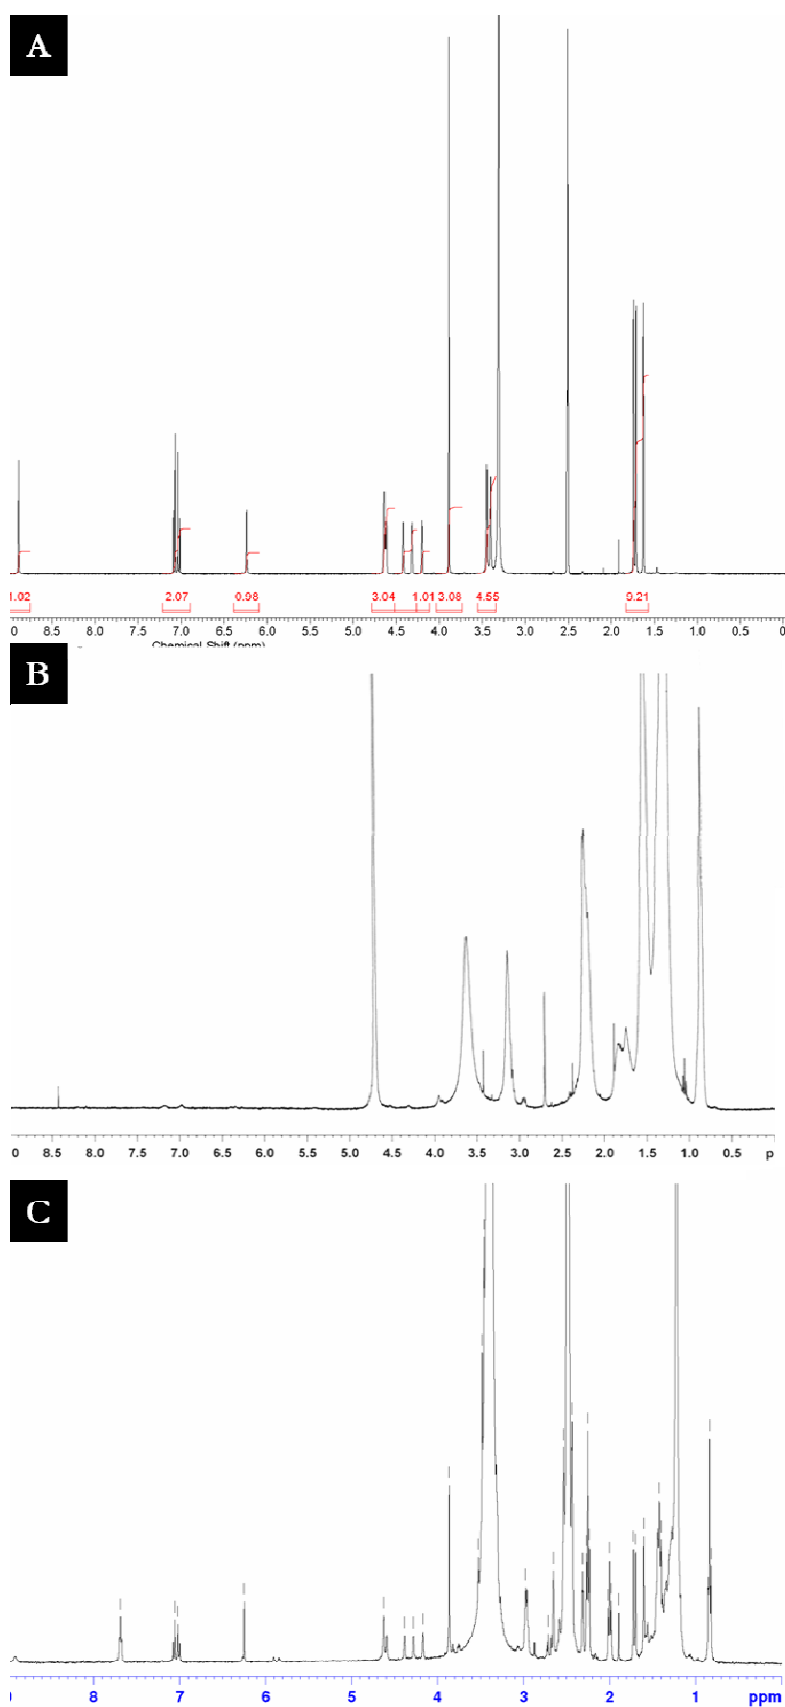 A
1.02 2.07 0.98 3.04 1.01 3.08 4.55 9.21
.0 8.5 8.0 7.5 7.0 6.5 6.0 5.5 5.0 4.5 4.0 3.5 3.0 2.5 2.0 1.5 1.0 0.5 0
Chemical Shift (ppm)
B
0 8.5 8.0 7.5 7.0 6.5 6.0 5.5 5.0 4.5 4.0 3.5 3.0 2.5 2.0 1.5 1.0 0.5 p
C
8 7 6 5 4 3 2 1 ppm